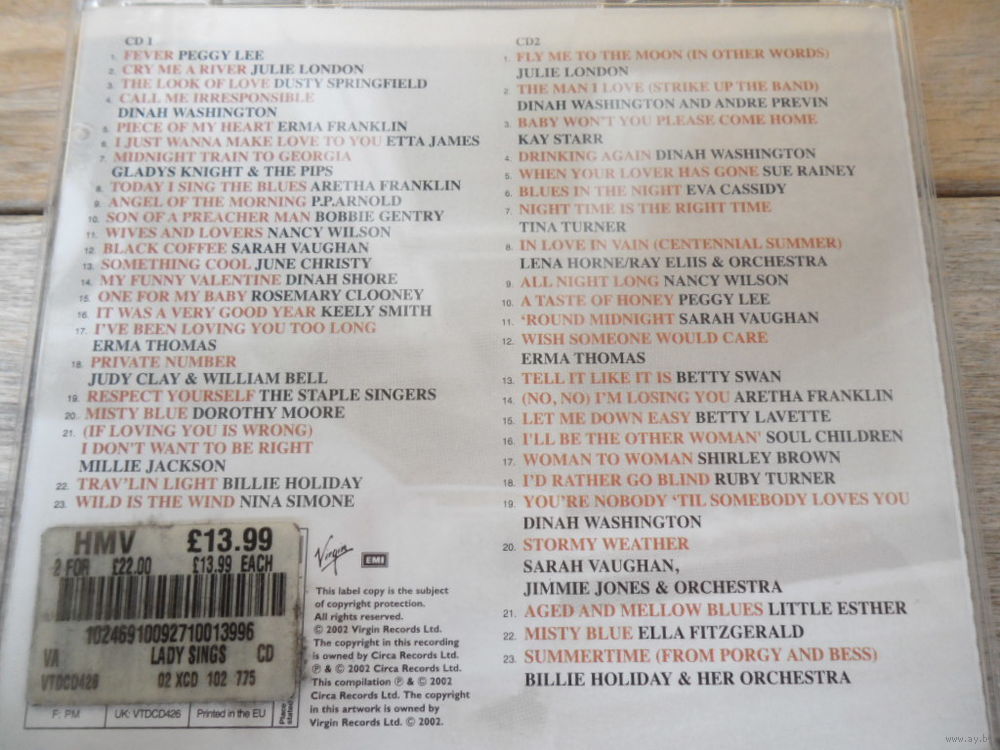 CD 1
1. FEVER PEGGY LEE
2. CRY ME A RIVER JULIE LONDON
3. THE LOOK OF LOVE DUSTY SPRINGFIELD
4. CALL ME IRRESPONSIBLE
DINAH WASHINGTON
5. PIECE OF MY HEART ERMA FRANKLIN
6. I JUST WANNA MAKE LOVE TO YOU ETTA JAMES
7. MIDNIGHT TRAIN TO GEORGIA
GLADYS KNIGHT & THE PIPS
8. TODAY I SING THE BLUES ARETHA FRANKLIN
9. ANGEL OF THE MORNING P.P.ARNOLD
10. SON OF A PREACHER MAN BOBBIE GENTRY
11. WIVES AND LOVERS NANCY WILSON
12. BLACK COFFEE SARAH VAUGHAN
13. SOMETHING COOL JUNE CHRISTY
14. MY FUNNY VALENTINE DINAH SHORE
15. ONE FOR MY BABY ROSEMARY CLOONEY
16. IT WAS A VERY GOOD YEAR KEELY SMITH
17. I'VE BEEN LOVING YOU TOO LONG
ERMA THOMAS
18. PRIVATE NUMBER
JUDY CLAY & WILLIAM BELL
19. RESPECT YOURSELF THE STAPLE SINGERS
20. MISTY BLUE DOROTHY MOORE
21. (IF LOVING YOU IS WRONG)
I DON'T WANT TO BE RIGHT
MILLIE JACKSON
22. TRAV'LIN LIGHT BILLIE HOLIDAY
23. WILD IS THE WIND NINA SIMONE
CD2
1. FLY ME TO THE MOON (IN OTHER WORDS)
JULIE LONDON
2. THE MAN I LOVE (STRIKE UP THE BAND)
DINAH WASHINGTON AND ANDRE PREVIN
3. BABY WON'T YOU PLEASE COME HOME
KAY STARR
4. DRINKING AGAIN DINAH WASHINGTON
5. WHEN YOUR LOVER HAS GONE SUE RAINEY
6. BLUES IN THE NIGHT EVA CASSIDY
7. NIGHT TIME IS THE RIGHT TIME
TINA TURNER
8. IN LOVE IN VAIN (CENTENNIAL SUMMER)
LENA HORNE/RAY ELIIS & ORCHESTRA
9. ALL NIGHT LONG NANCY WILSON
10. A TASTE OF HONEY PEGGY LEE
11. 'ROUND MIDNIGHT SARAH VAUGHAN
12. WISH SOMEONE WOULD CARE
ERMA THOMAS
13. TELL IT LIKE IT IS BETTY SWAN
14. (NO, NO) I'M LOSING YOU ARETHA FRANKLIN
15. LET ME DOWN EASY BETTY LAVETTE
16. I'LL BE THE OTHER WOMAN' SOUL CHILDREN
17. WOMAN TO WOMAN SHIRLEY BROWN
18. I'D RATHER GO BLIND RUBY TURNER
19. YOU'RE NOBODY 'TIL SOMEBODY LOVES YOU
DINAH WASHINGTON
20. STORMY WEATHER
SARAH VAUGHAN,
JIMMIE JONES & ORCHESTRA
21. AGED AND MELLOW BLUES LITTLE ESTHER
22. MISTY BLUE ELLA FITZGERALD
23. SUMMERTIME (FROM PORGY AND BESS)
BILLIE HOLIDAY & HER ORCHESTRA
HMV £13.99
2 FOR £22.00 £13.99 EACH
10246910092710013996
VA LADY SINGS CD
VTDCD426 02 XCD 102 775
F: PM UK: VTDCD426 Printed in the EU
Place
Virgin
EMI
This label copy is the subject
of copyright protection.
All rights reserved.
© 2002 Virgin Records Ltd.
The copyright in this recording
is owned by Circa Records Ltd.
℗ & © 2002 Circa Records Ltd.
This compilation ℗ & © 2002
Circa Records Ltd. The copyright
in this artwork is owned by
Virgin Records Ltd. © 2002.
www.ay.by